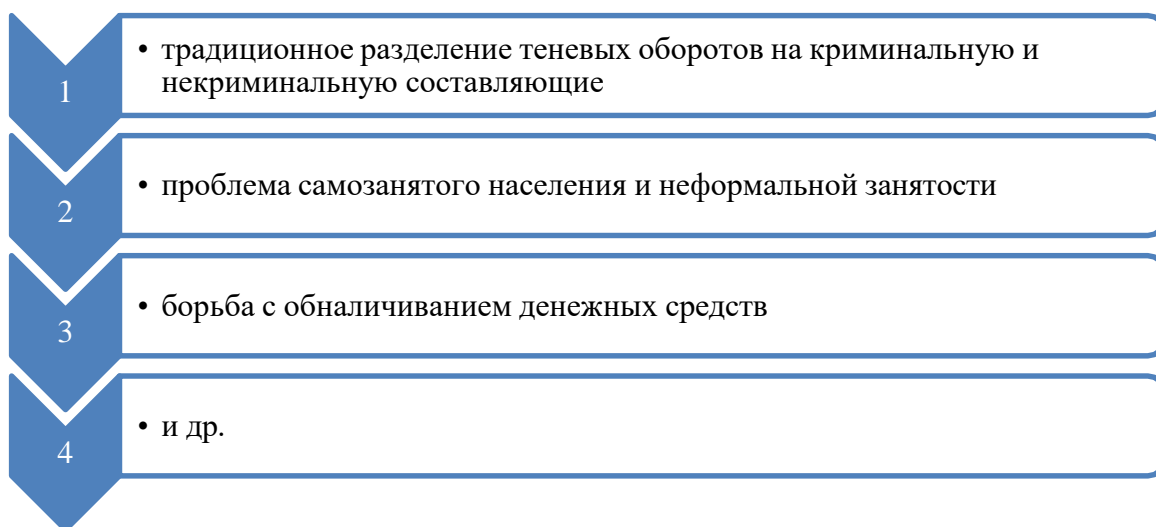 1
• традиционное разделение теневых оборотов на криминальную и
некриминальную составляющие
2
• проблема самозанятого населения и неформальной занятости
3
• борьба с обналичиванием денежных средств
4
• и др.